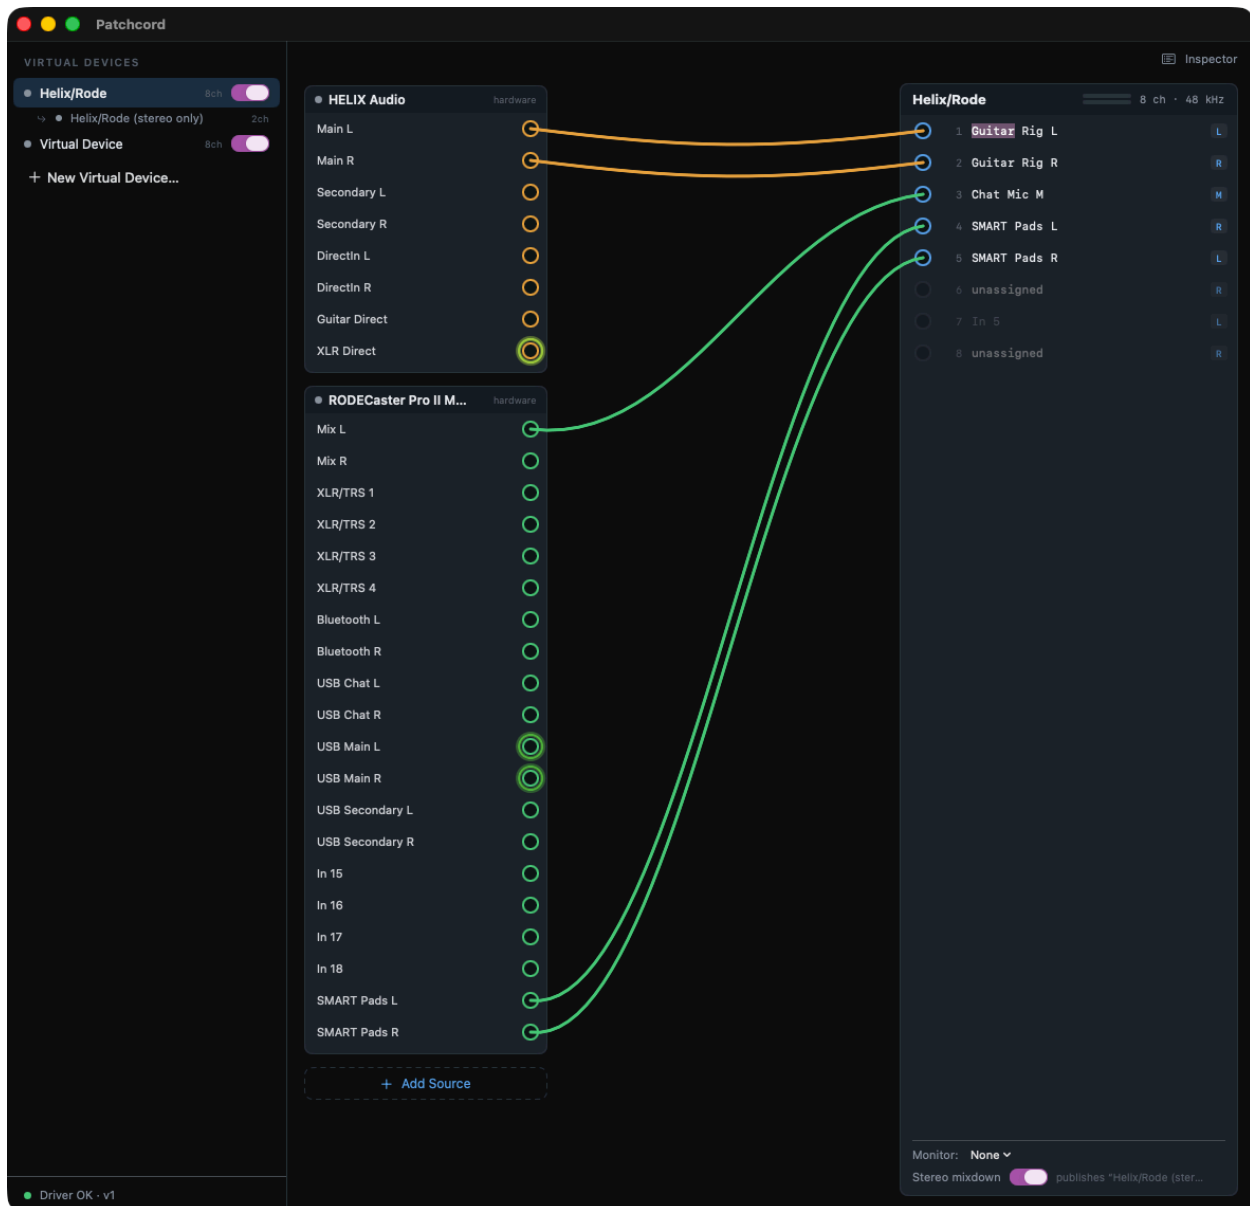 Patchcord
VIRTUAL DEVICES
Helix/Rode 8ch
Helix/Rode (stereo only) 2ch
Virtual Device 8ch
+ New Virtual Device...
Driver OK · v1
Inspector
HELIX Audio hardware
Main L
Main R
Secondary L
Secondary R
DirectIn L
DirectIn R
Guitar Direct
XLR Direct
RODECaster Pro II M... hardware
Mix L
Mix R
XLR/TRS 1
XLR/TRS 2
XLR/TRS 3
XLR/TRS 4
Bluetooth L
Bluetooth R
USB Chat L
USB Chat R
USB Main L
USB Main R
USB Secondary L
USB Secondary R
In 15
In 16
In 17
In 18
SMART Pads L
SMART Pads R
+ Add Source
Helix/Rode 8 ch · 48 kHz
1 Guitar Rig L L
2 Guitar Rig R R
3 Chat Mic M M
4 SMART Pads L R
5 SMART Pads R L
6 unassigned R
7 In 5 L
8 unassigned R
Monitor: None
Stereo mixdown publishes "Helix/Rode (ster...